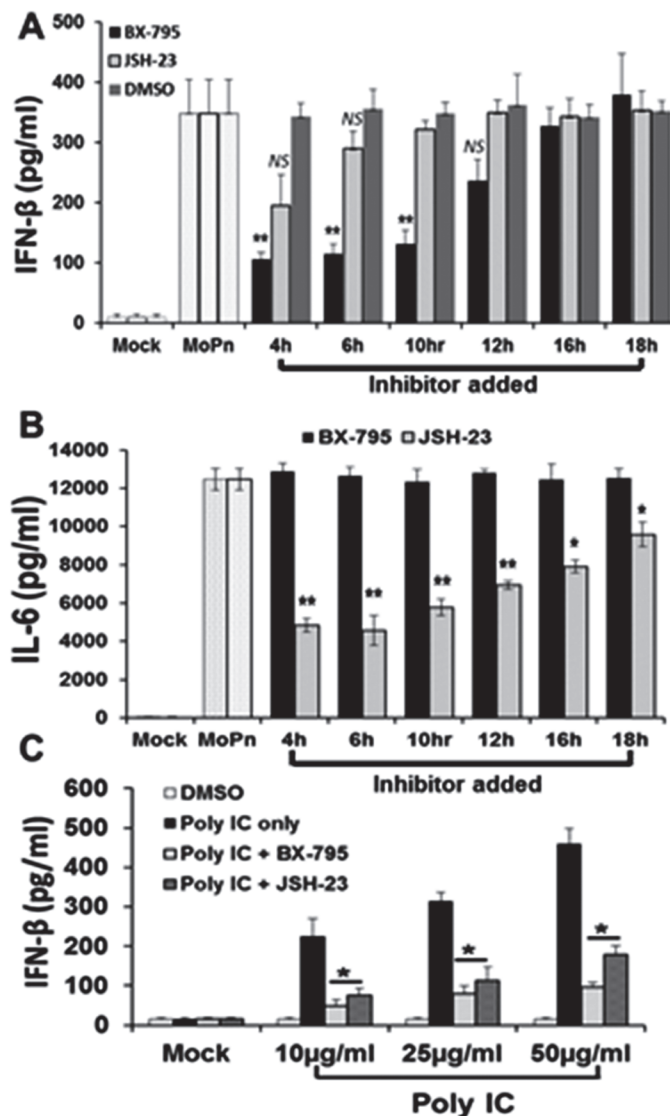 A
BX-795
JSH-23
DMSO
IFN-β (pg/ml)
500
400
300
200
100
0
** NS ** NS ** NS
Mock MoPn 4h 6h 10hr 12h 16h 18h
Inhibitor added
B
BX-795 JSH-23
IL-6 (pg/ml)
14000
12000
10000
8000
6000
4000
2000
0
** ** ** ** * *
Mock MoPn 4h 6h 10hr 12h 16h 18h
Inhibitor added
C
DMSO
Poly IC only
Poly IC + BX-795
Poly IC + JSH-23
IFN-β (pg/ml)
600
500
400
300
200
100
0
* * *
Mock 10µg/ml 25µg/ml 50µg/ml
Poly IC